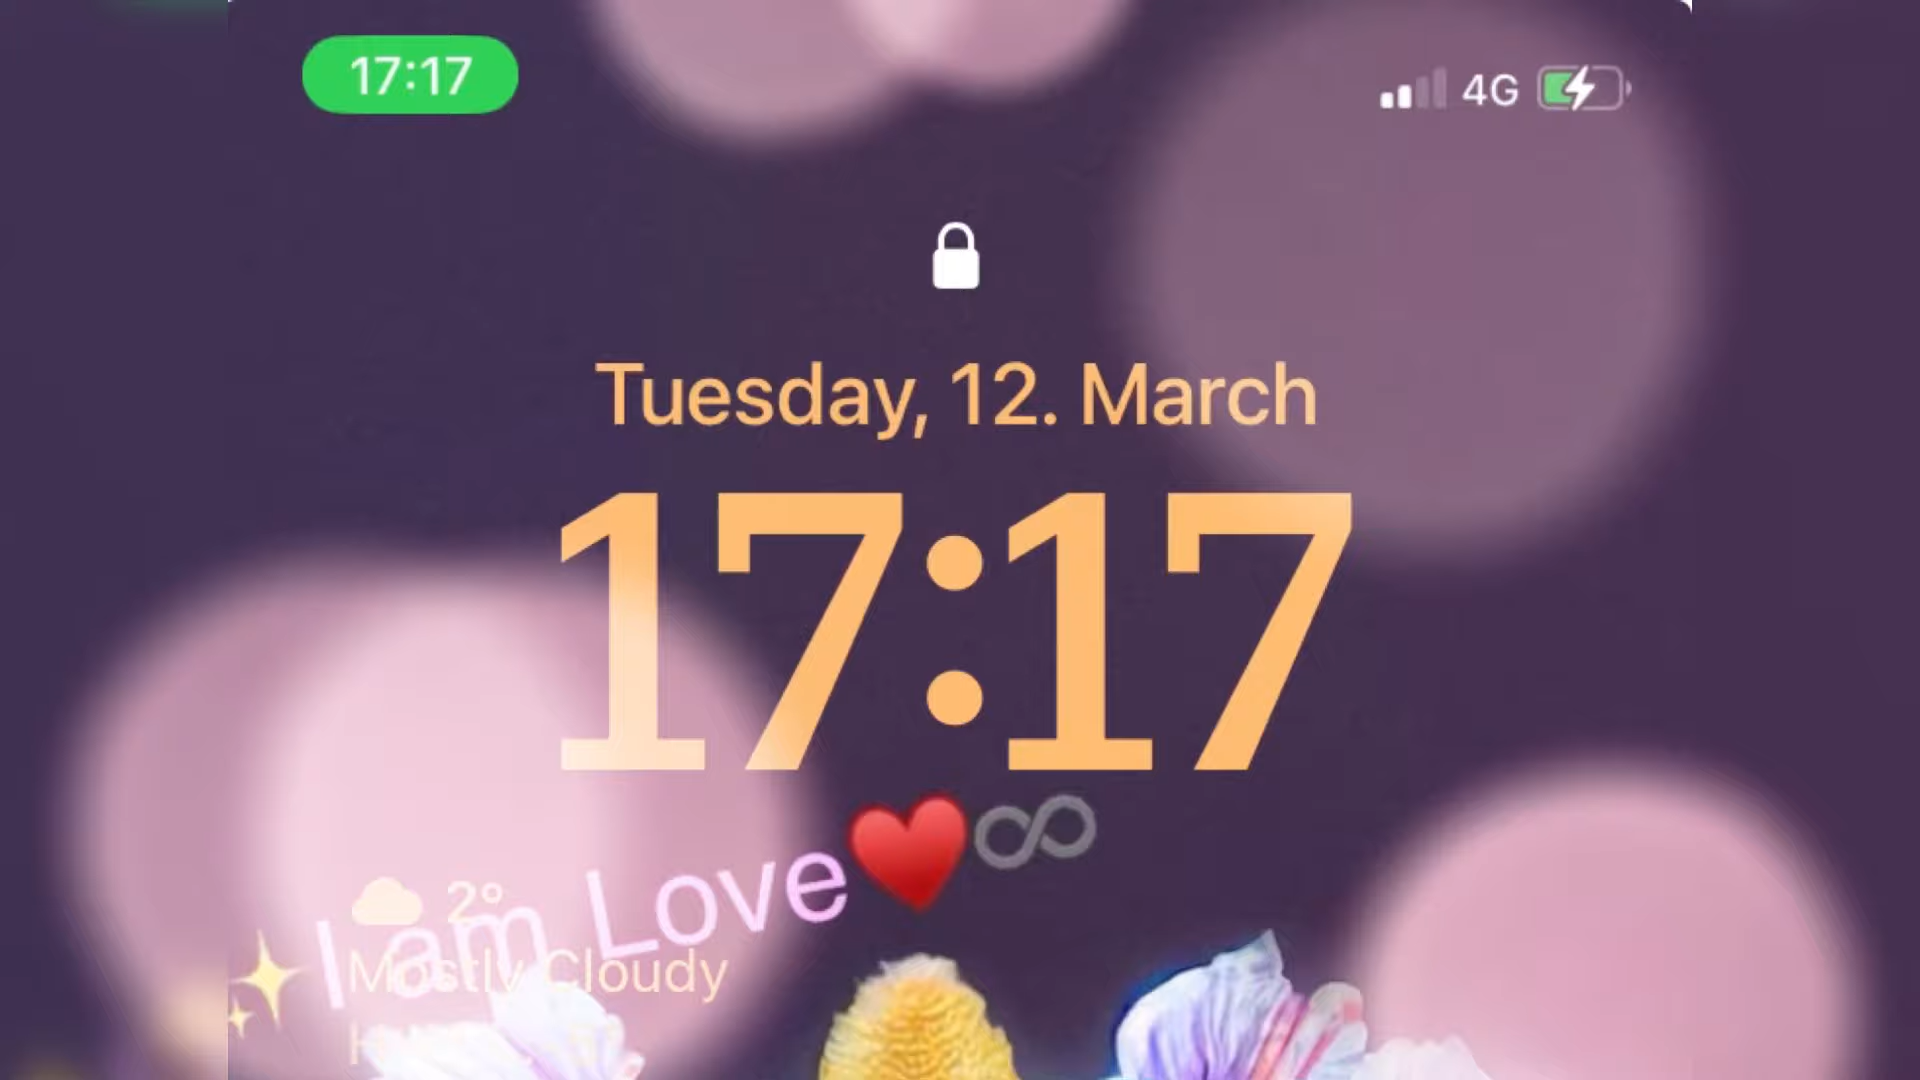 17:17
4G
Tuesday, 12. March
17:17
I am Love❤️∞
2°
Mostly Cloudy